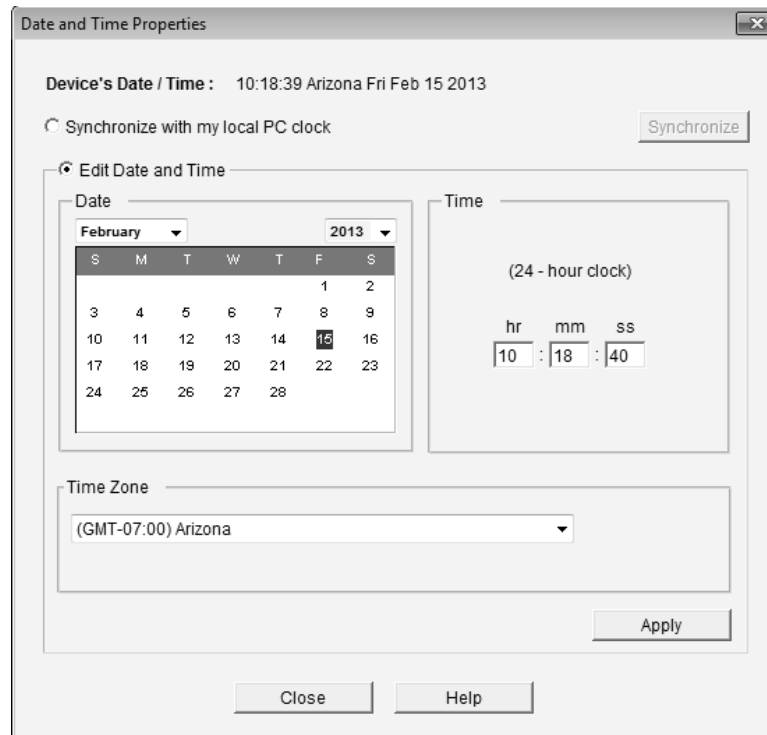 Date and Time Properties
Device's Date / Time : 10:18:39 Arizona Fri Feb 15 2013
Synchronize with my local PC clock
Synchronize
Edit Date and Time
Date
February 2013
S M T W T F S
1 2
3 4 5 6 7 8 9
10 11 12 13 14 15 16
17 18 19 20 21 22 23
24 25 26 27 28
Time
(24 - hour clock)
hr mm ss
10 : 18 : 40
Time Zone
(GMT-07:00) Arizona
Apply
Close Help